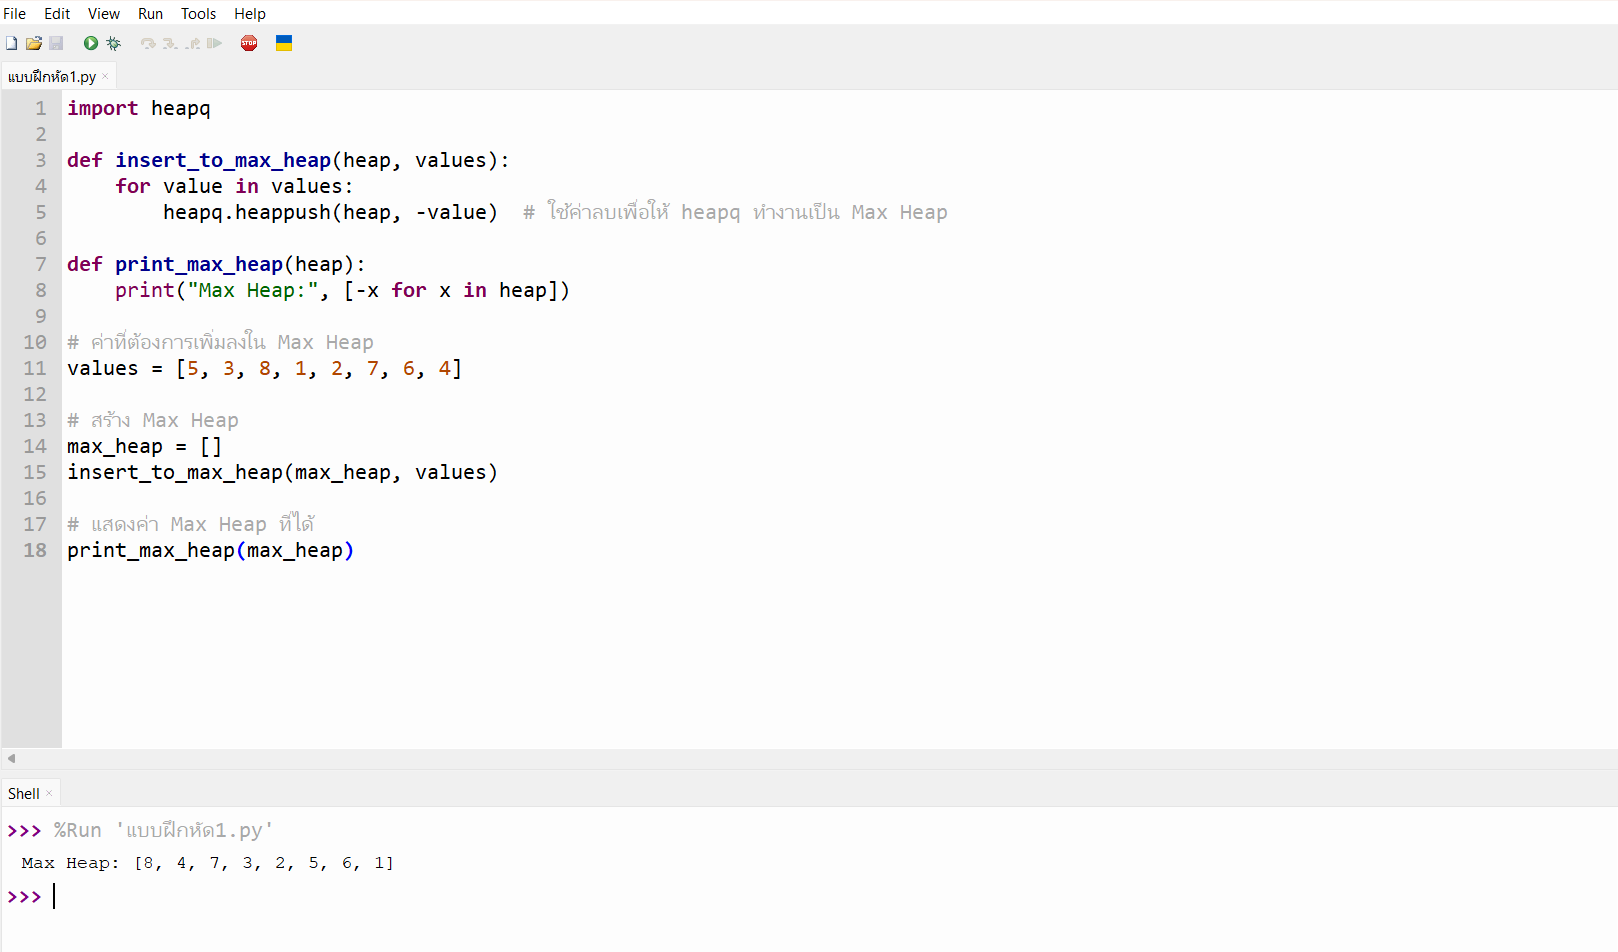 File Edit View Run Tools Help
STOP
แบบฝึกหัด1.py ×
1 import heapq
2
3 def insert_to_max_heap(heap, values):
4     for value in values:
5         heapq.heappush(heap, -value)  # ใช้ค่าลบเพื่อให้ heapq ทำงานเป็น Max Heap
6
7 def print_max_heap(heap):
8     print("Max Heap:", [-x for x in heap])
9
10 # ค่าที่ต้องการเพิ่มลงใน Max Heap
11 values = [5, 3, 8, 1, 2, 7, 6, 4]
12
13 # สร้าง Max Heap
14 max_heap = []
15 insert_to_max_heap(max_heap, values)
16
17 # แสดงค่า Max Heap ที่ได้
18 print_max_heap(max_heap)
Shell ×
>>> %Run 'แบบฝึกหัด1.py'
Max Heap: [8, 4, 7, 3, 2, 5, 6, 1]
>>>